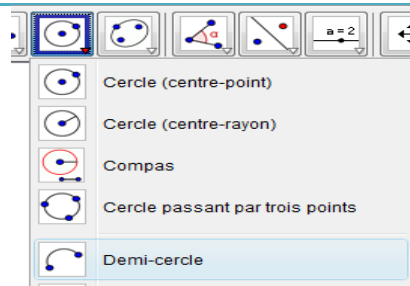 α
a = 2
Cercle (centre-point)
Cercle (centre-rayon)
Compas
Cercle passant par trois points
Demi-cercle